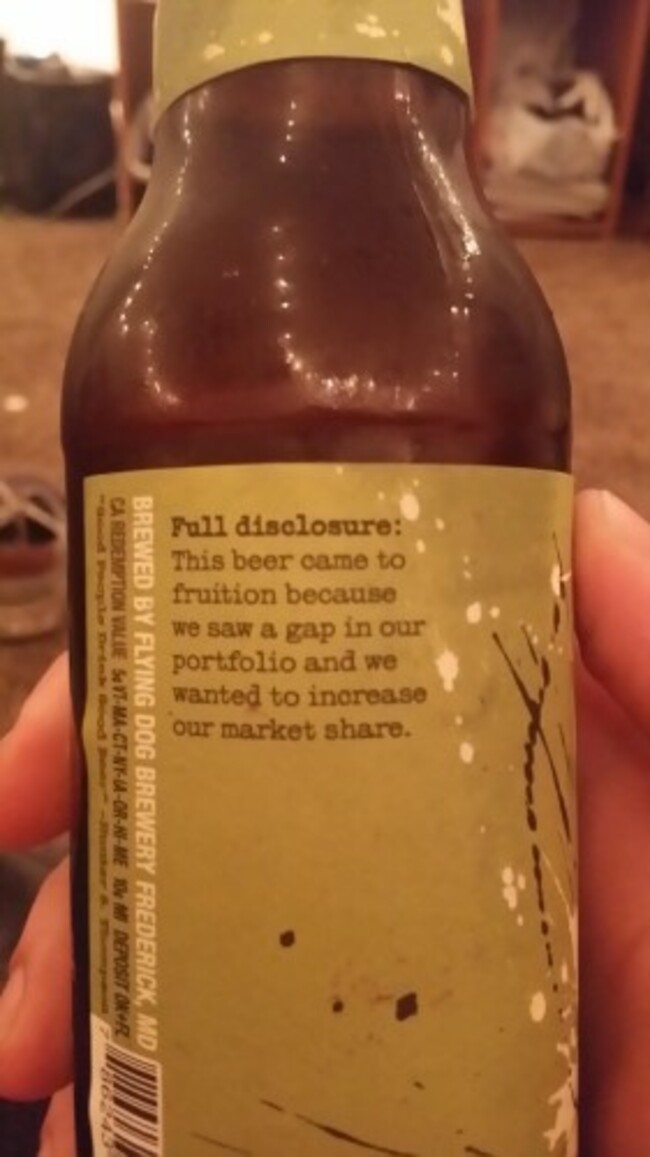 Full disclosure:
This beer came to
fruition because
we saw a gap in our
portfolio and we
wanted to increase
our market share.
BREWED BY FLYING DOG BREWERY FREDERICK, MD
CA REDEMPTION VALUE 5¢ VT-MA-CT-NY-IA-OR-HI-ME 10¢ MI DEPOSIT
"Good People Drink Good Beer" -Hunter S. Thompson